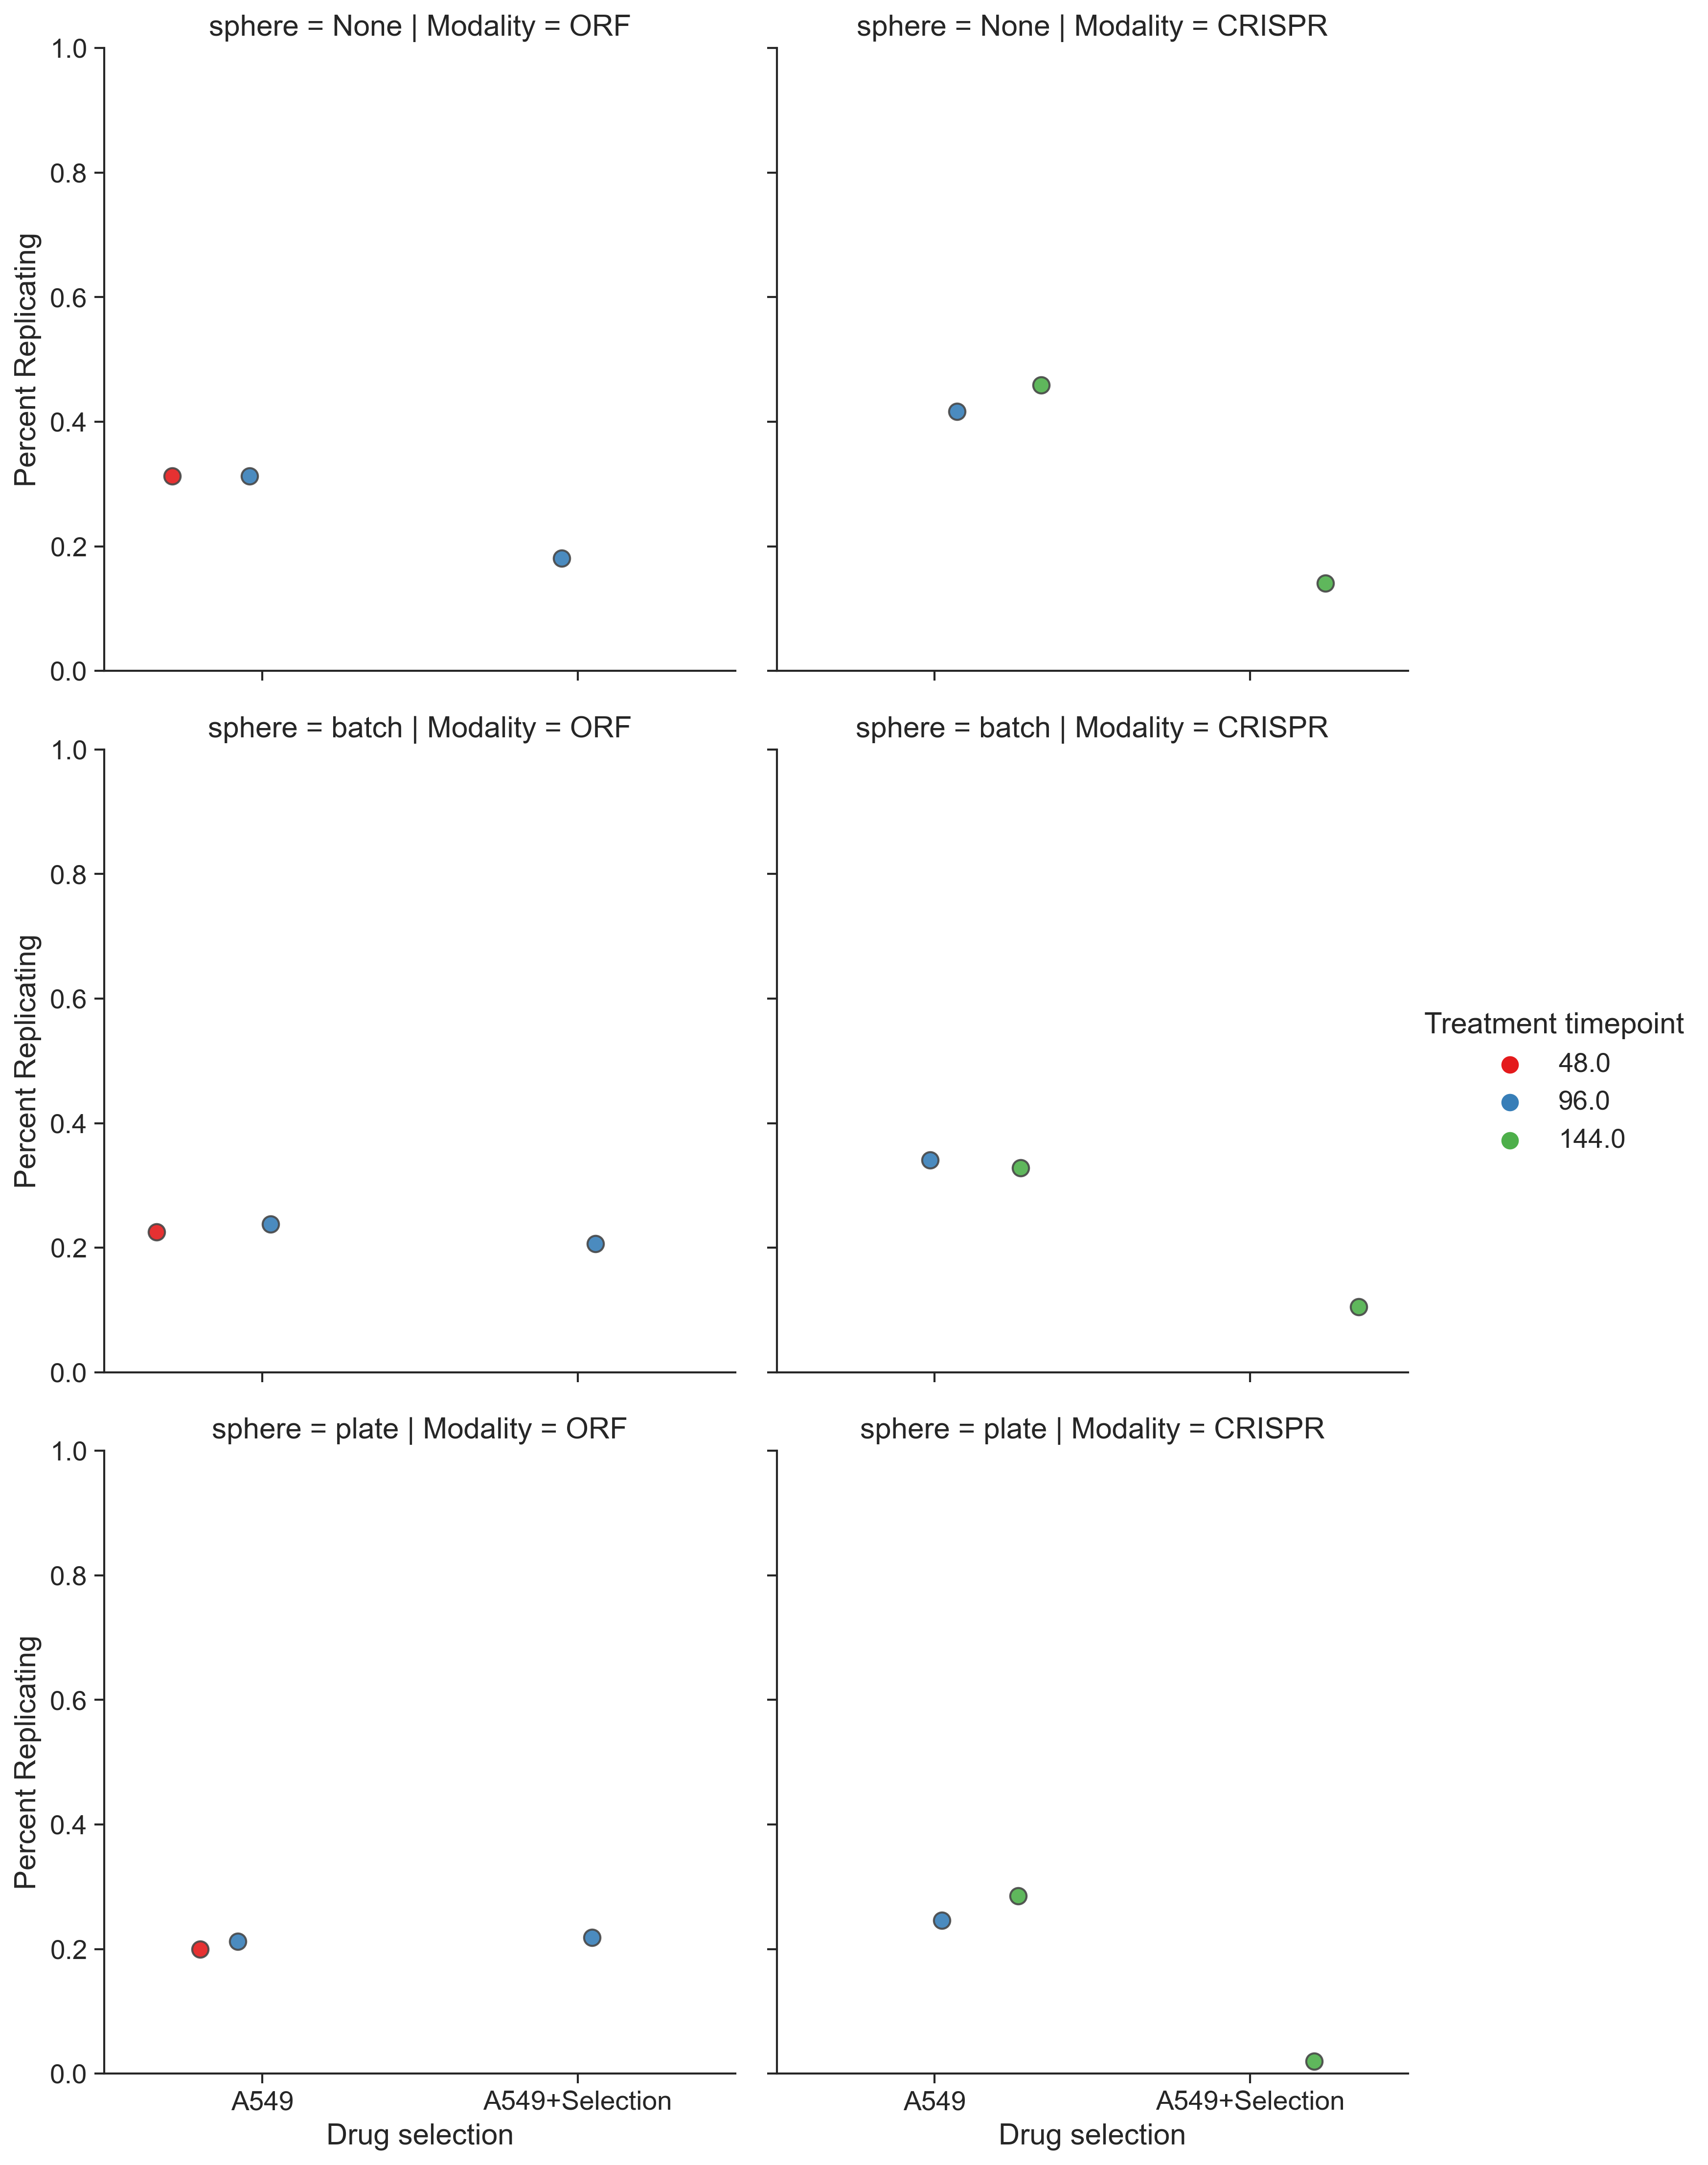 sphere = None | Modality = ORF
sphere = None | Modality = CRISPR
1.0
0.8
0.6
0.4
0.2
0.0
Percent Replicating
sphere = batch | Modality = ORF
sphere = batch | Modality = CRISPR
1.0
0.8
0.6
0.4
0.2
0.0
Percent Replicating
Treatment timepoint
48.0
96.0
144.0
sphere = plate | Modality = ORF
sphere = plate | Modality = CRISPR
1.0
0.8
0.6
0.4
0.2
0.0
Percent Replicating
A549
A549+Selection
Drug selection
A549
A549+Selection
Drug selection